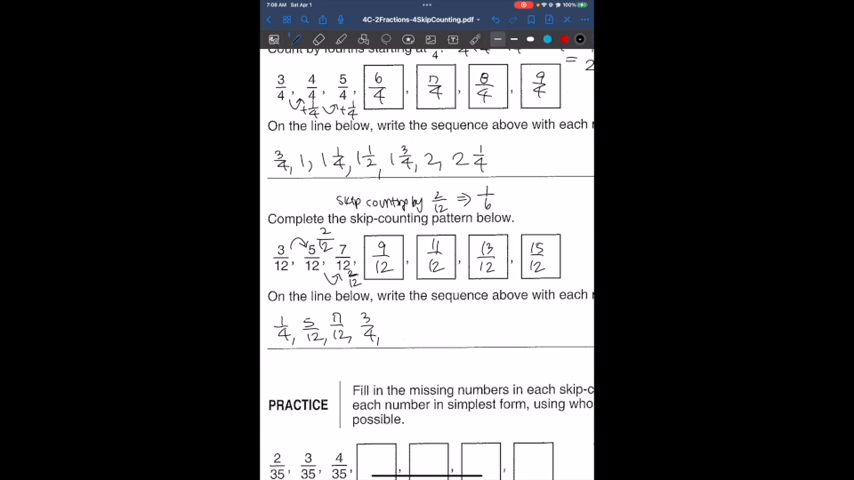 7:08 AM Sat Apr 1
100%
4C-2Fractions-4SkipCounting.pdf
Count by fourths starting at
3/4, 4/4, 5/4, 6/4, 7/4, 8/4, 9/4
+1/4 +1/4
= 2
On the line below, write the sequence above with each
3/4, 1, 1 1/4, 1 1/2, 1 3/4, 2, 2 1/4
skip counting by 2/12 ⇒ 1/6
Complete the skip-counting pattern below.
2/12
3/12, 5/12, 7/12, 9/12, 11/12, 13/12, 15/12
2/12
On the line below, write the sequence above with each
1/4, 5/12, 7/12, 3/4,
PRACTICE
Fill in the missing numbers in each skip-c
each number in simplest form, using who
possible.
2/35, 3/35, 4/35, , , ,